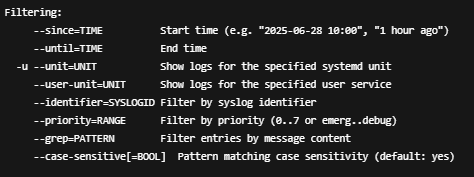 Filtering:
--since=TIME Start time (e.g. "2025-06-28 10:00", "1 hour ago")
--until=TIME End time
-u --unit=UNIT Show logs for the specified systemd unit
--user-unit=UNIT Show logs for the specified user service
--identifier=SYSLOGID Filter by syslog identifier
--priority=RANGE Filter by priority (0..7 or emerg..debug)
--grep=PATTERN Filter entries by message content
--case-sensitive[=BOOL] Pattern matching case sensitivity (default: yes)